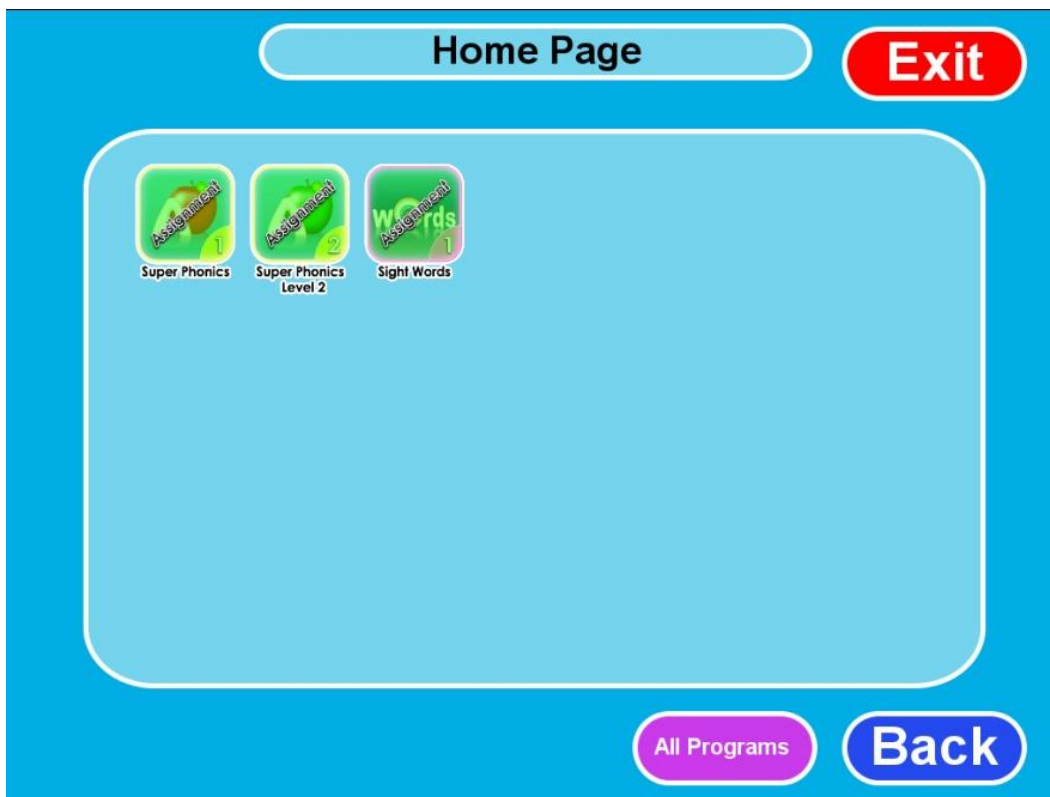 Home Page
Exit
Assignment
1
Super Phonics
Assignment
2
Super Phonics
Level 2
Words
Assignment
1
Sight Words
All Programs
Back